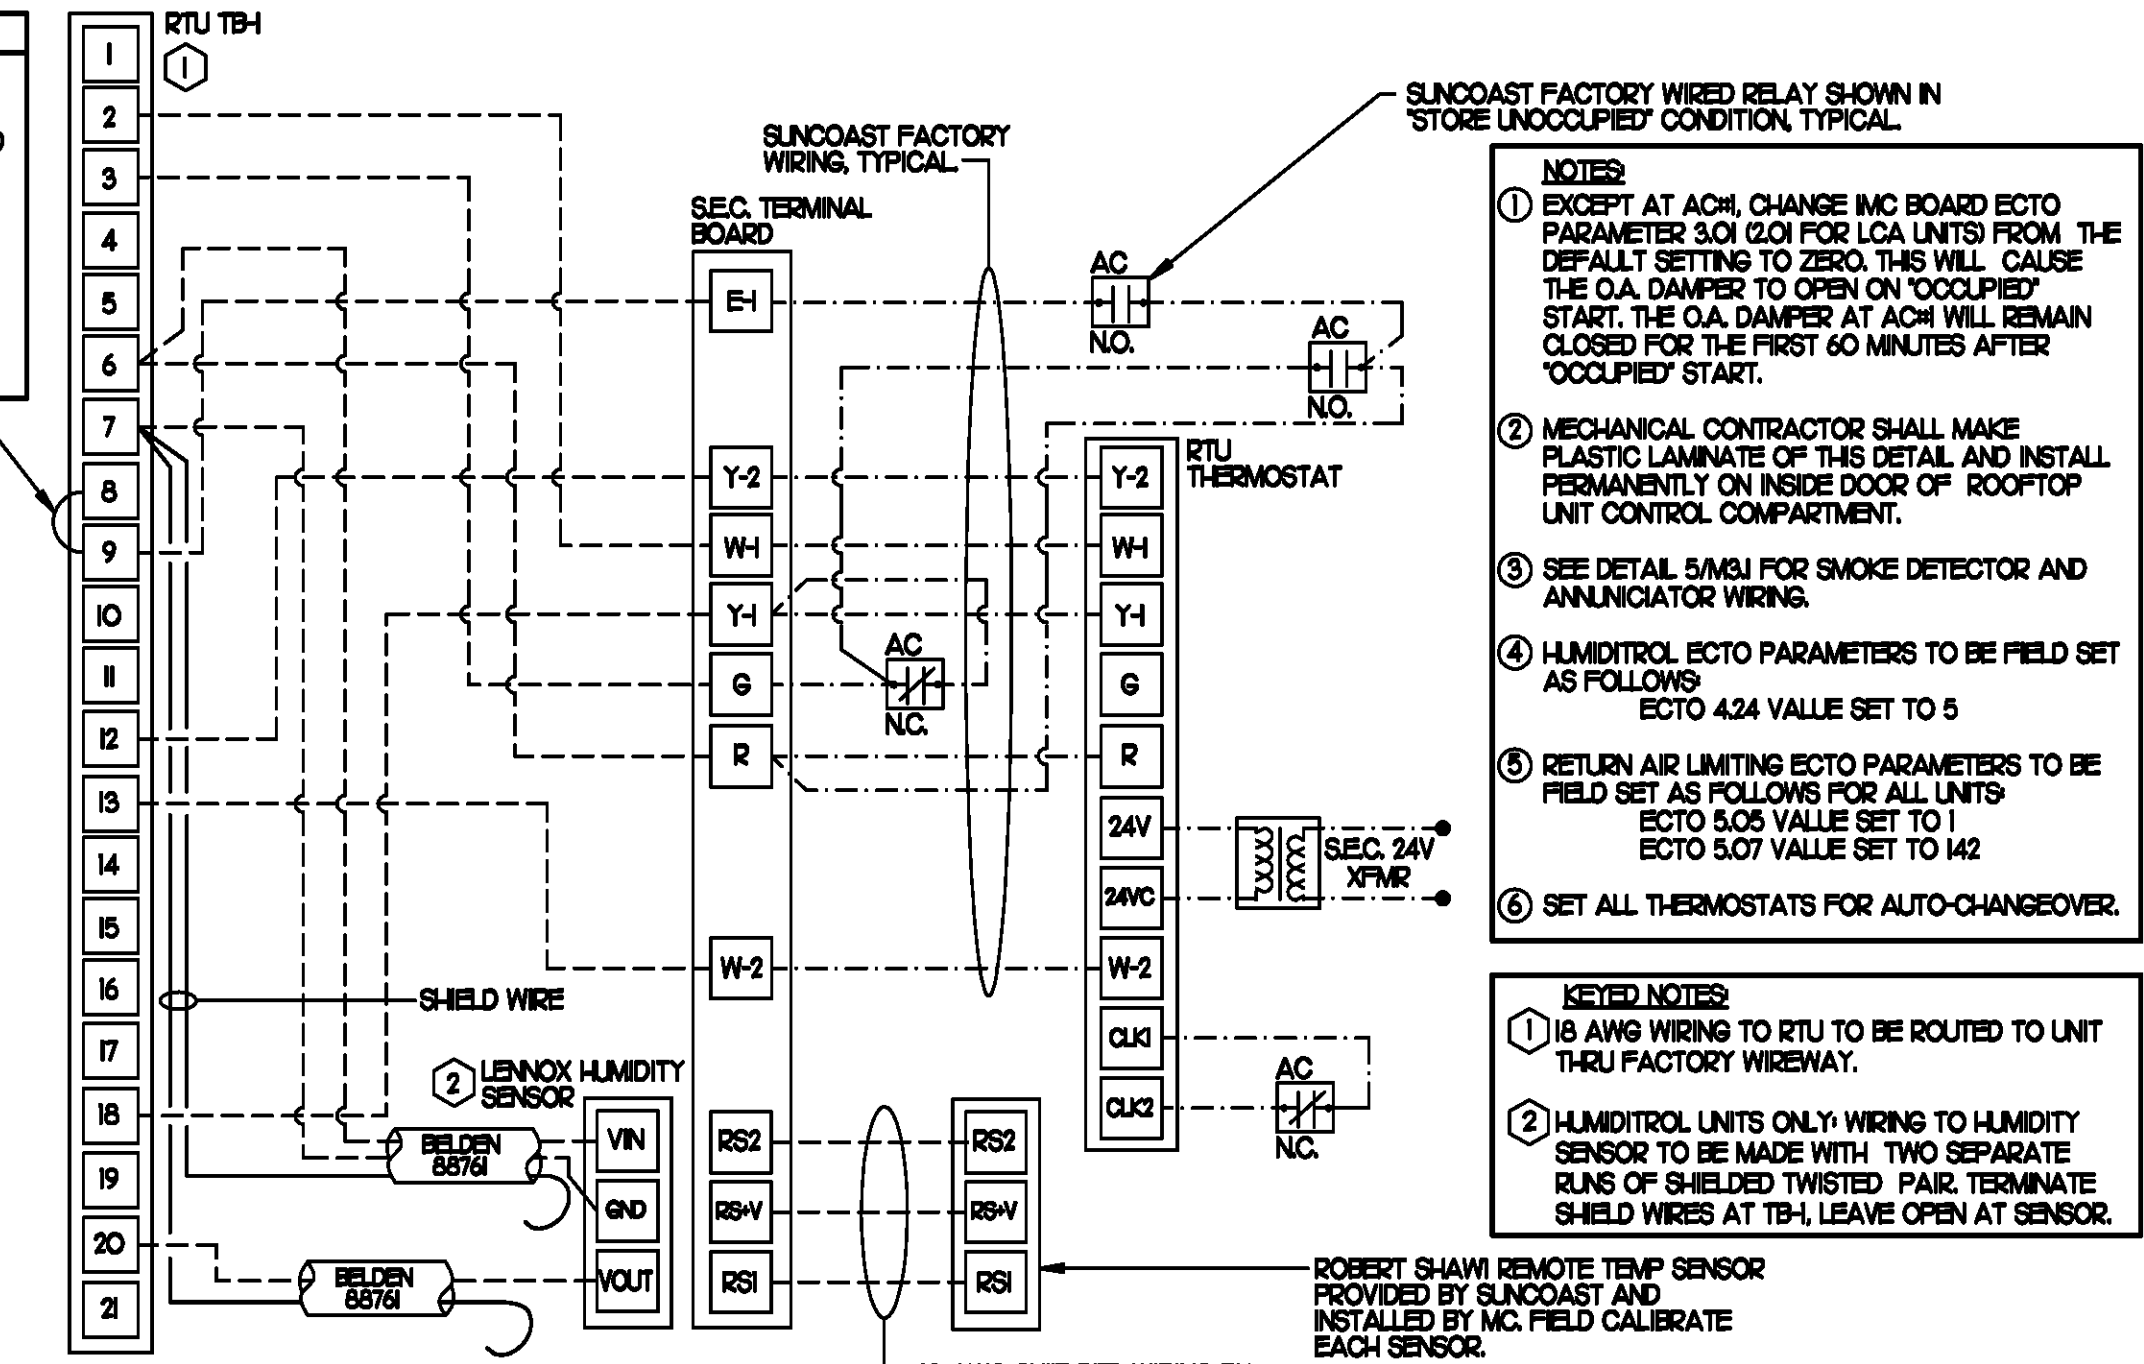 RTU TB-1
1
1
2
3
4
5
6
7
8
9
10
11
12
13
14
15
16
17
18
19
20
21
SUNCOAST FACTORY
WIRING, TYPICAL.
S.E.C. TERMINAL
BOARD
E-1
Y-2
W-1
Y-1
G
R
W-2
RS2
RS+V
RS1
SHIELD WIRE
2
LENNOX HUMIDITY
SENSOR
VIN
GND
VOUT
BELDEN
88761
BELDEN
88761
AC
N.O.
AC
N.O.
AC
N.C.
RTU
THERMOSTAT
Y-2
W-1
Y-1
G
R
24V
24VC
W-2
CLK1
CLK2
S.E.C. 24V
XFMR
AC
N.C.
RS2
RS+V
RS1
SUNCOAST FACTORY WIRED RELAY SHOWN IN
"STORE UNOCCUPIED" CONDITION, TYPICAL.
NOTES:
1 EXCEPT AT AC#1, CHANGE IMC BOARD ECTO
PARAMETER 3.01 (2.01 FOR LCA UNITS) FROM THE
DEFAULT SETTING TO ZERO. THIS WILL CAUSE
THE O.A. DAMPER TO OPEN ON "OCCUPIED"
START. THE O.A. DAMPER AT AC#1 WILL REMAIN
CLOSED FOR THE FIRST 60 MINUTES AFTER
"OCCUPIED" START.
2 MECHANICAL CONTRACTOR SHALL MAKE
PLASTIC LAMINATE OF THIS DETAIL AND INSTALL
PERMANENTLY ON INSIDE DOOR OF ROOFTOP
UNIT CONTROL COMPARTMENT.
3 SEE DETAIL 5/M3.1 FOR SMOKE DETECTOR AND
ANNUNICIATOR WIRING.
4 HUMIDITROL ECTO PARAMETERS TO BE FIELD SET
AS FOLLOWS:
ECTO 4.24 VALUE SET TO 5
5 RETURN AIR LIMITING ECTO PARAMETERS TO BE
FIELD SET AS FOLLOWS FOR ALL UNITS:
ECTO 5.05 VALUE SET TO 1
ECTO 5.07 VALUE SET TO 142
6 SET ALL THERMOSTATS FOR AUTO-CHANGEOVER.
KEYED NOTES:
1 18 AWG WIRING TO RTU TO BE ROUTED TO UNIT
THRU FACTORY WIREWAY.
2 HUMIDITROL UNITS ONLY: WIRING TO HUMIDITY
SENSOR TO BE MADE WITH TWO SEPARATE
RUNS OF SHIELDED TWISTED PAIR. TERMINATE
SHIELD WIRES AT TB-1, LEAVE OPEN AT SENSOR.
ROBERT SHAW1 REMOTE TEMP SENSOR
PROVIDED BY SUNCOAST AND
INSTALLED BY MC. FIELD CALIBRATE
EACH SENSOR.